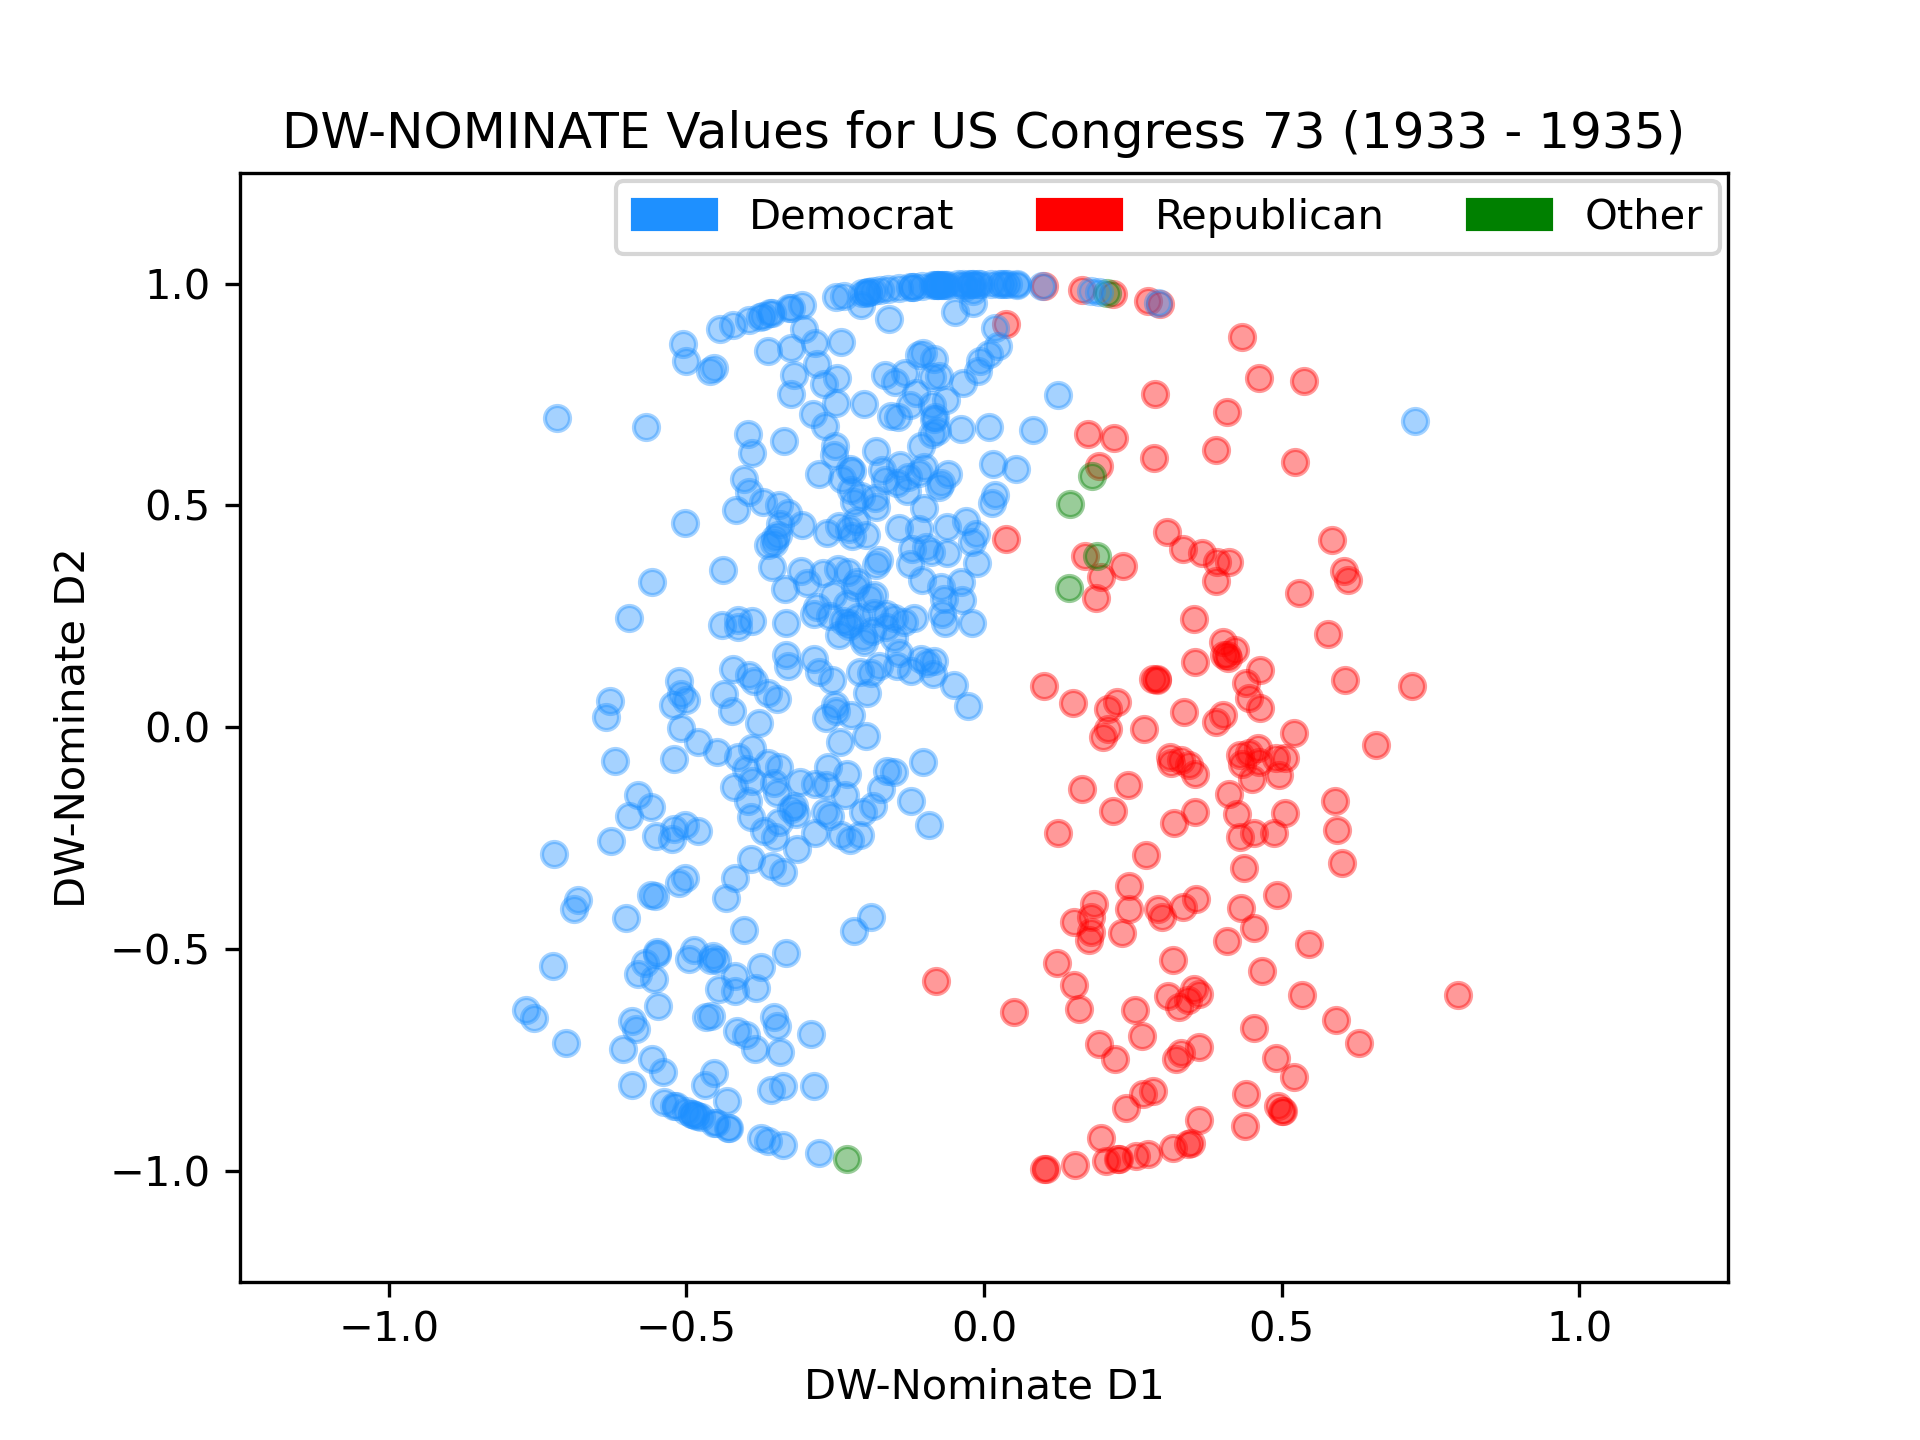 DW-NOMINATE Values for US Congress 73 (1933 - 1935)
Democrat Republican Other
1.0
0.5
0.0
−0.5
−1.0
DW-Nominate D2
−1.0 −0.5 0.0 0.5 1.0
DW-Nominate D1